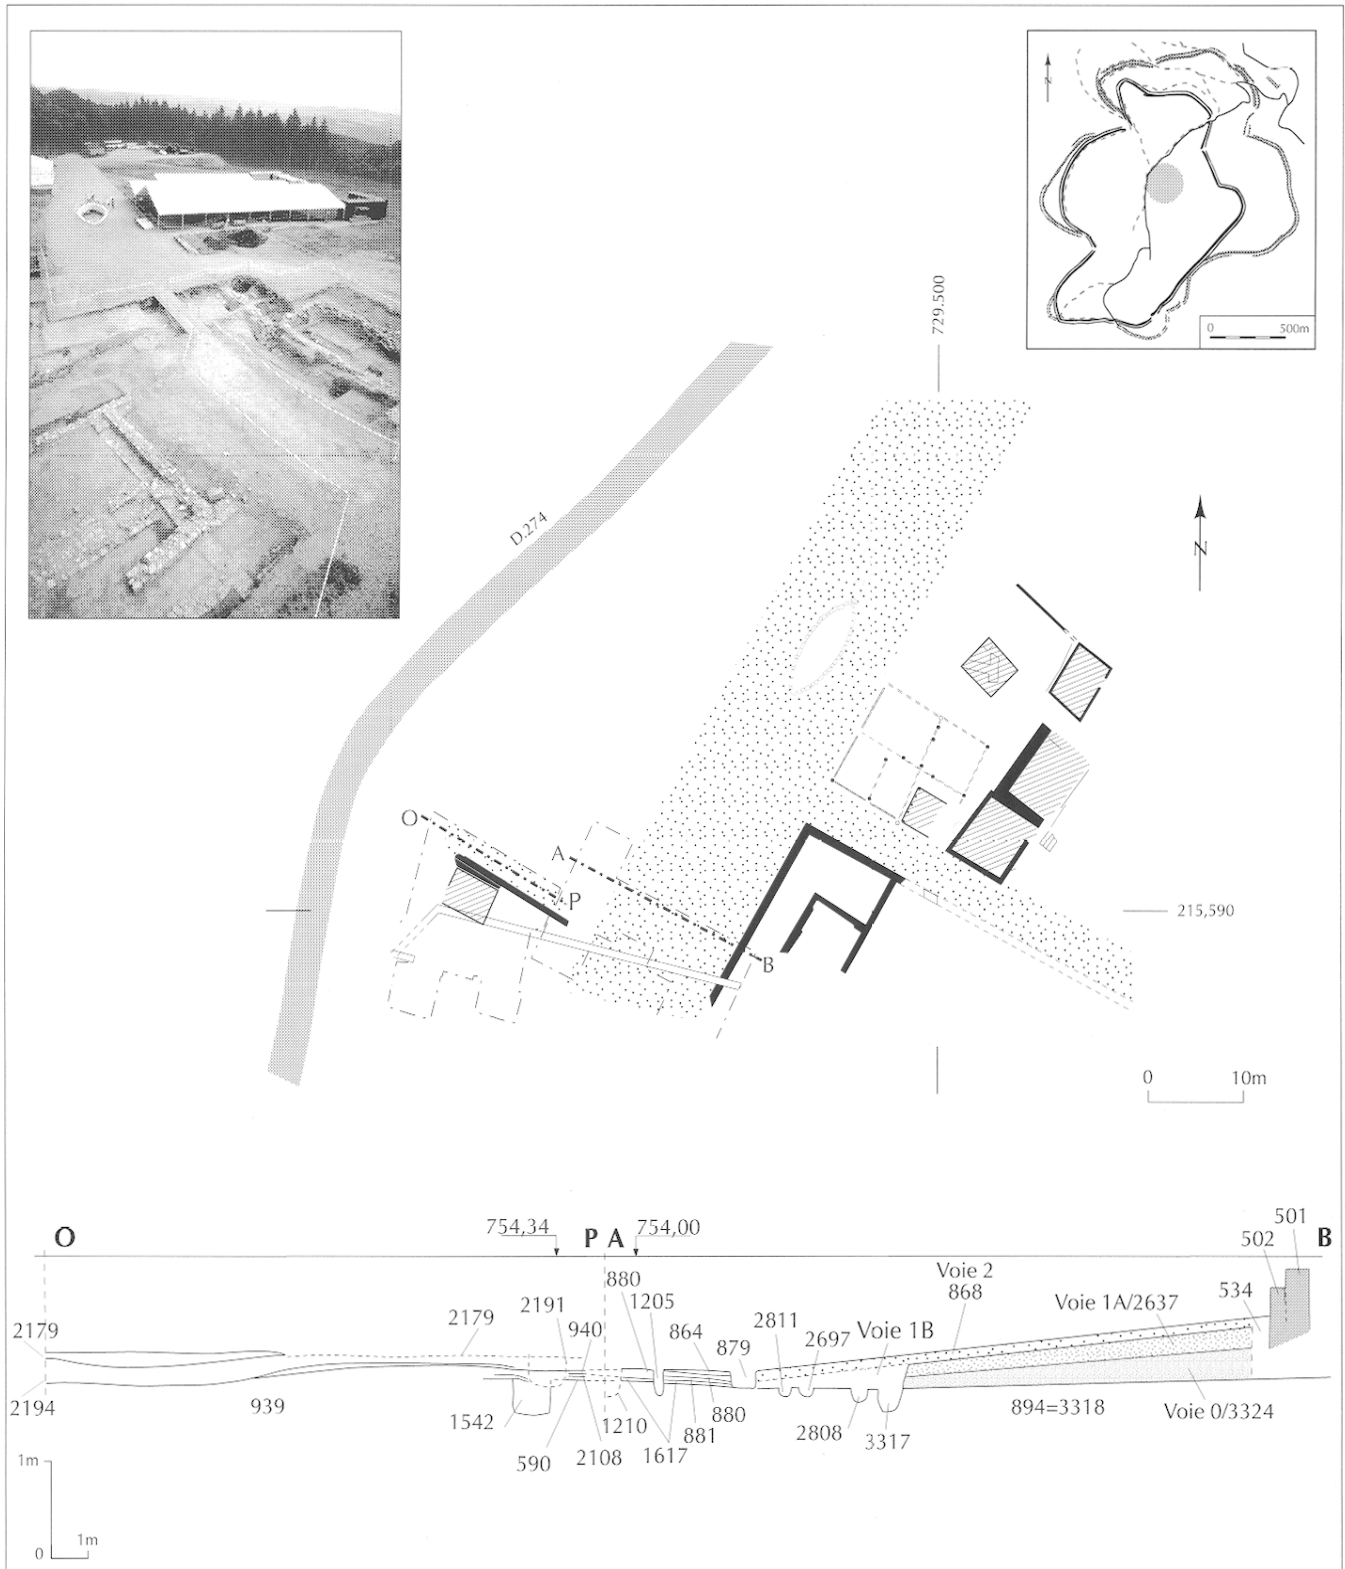 N
0 500m
729.500
D.274
N
O
A
P
B
215,590
0 10m
O 754,34 P A 754,00 501
502 B
880 Voie 2
868
1205 Voie 1A/2637 534
2179 2179 2191 940 864 879 2811 2697 Voie 1B
2194 939 1542 590 2108 1210 1617 881 880 2808 3317 894=3318 Voie 0/3324
1m
0 1m